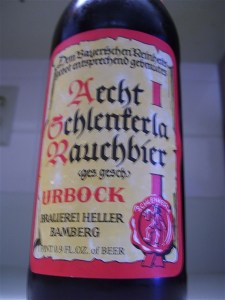 Dem Bayerischen Reinheits
gebot entsprechend gebraut
Aecht
Schlenkerla
Rauchbier
‹ges. gesch.›
URBOCK
BRAUEREI HELLER
BAMBERG
PINT 0.9 FL. OZ. of BEER
SCHLENKERLA